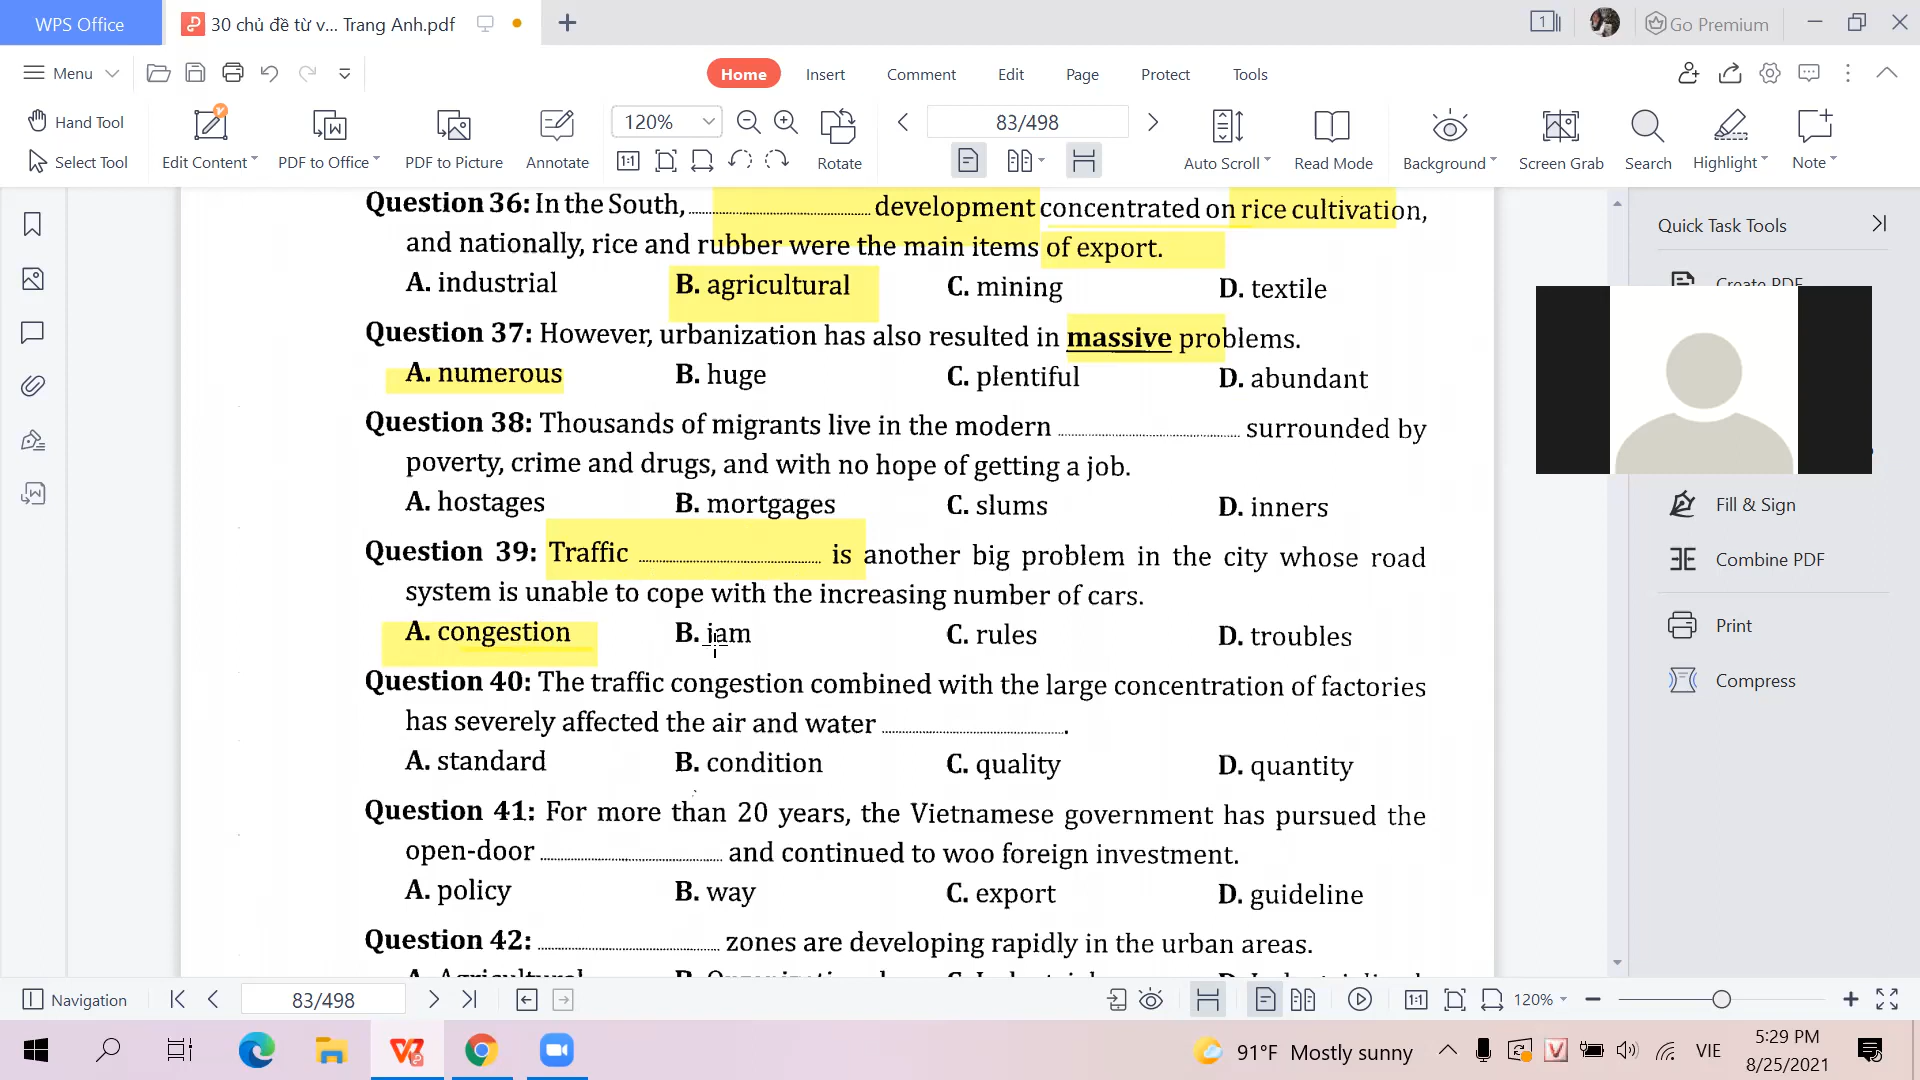 WPS Office
30 chủ đề từ v... Trang Anh.pdf
1
Go Premium
Menu
Home
Insert
Comment
Edit
Page
Protect
Tools
Hand Tool
Select Tool
Edit Content
PDF to Office
PDF to Picture
Annotate
120%
1:1
Rotate
83/498
Auto Scroll
Read Mode
Background
Screen Grab
Search
Highlight
Note
Question 36: In the South, ........ development concentrated on rice cultivation,
and nationally, rice and rubber were the main items of export.
A. industrial B. agricultural C. mining D. textile
Question 37: However, urbanization has also resulted in massive problems.
A. numerous B. huge C. plentiful D. abundant
Question 38: Thousands of migrants live in the modern ........ surrounded by
poverty, crime and drugs, and with no hope of getting a job.
A. hostages B. mortgages C. slums D. inners
Question 39: Traffic ........ is another big problem in the city whose road
system is unable to cope with the increasing number of cars.
A. congestion B. jam C. rules D. troubles
Question 40: The traffic congestion combined with the large concentration of factories
has severely affected the air and water ........ .
A. standard B. condition C. quality D. quantity
Question 41: For more than 20 years, the Vietnamese government has pursued the
open-door ........ and continued to woo foreign investment.
A. policy B. way C. export D. guideline
Question 42: ........ zones are developing rapidly in the urban areas.
A. Agricultural
Quick Task Tools
Create PDF
Fill & Sign
Combine PDF
Print
Compress
Navigation
83/498
1:1
120%
91°F Mostly sunny
VIE
5:29 PM
8/25/2021